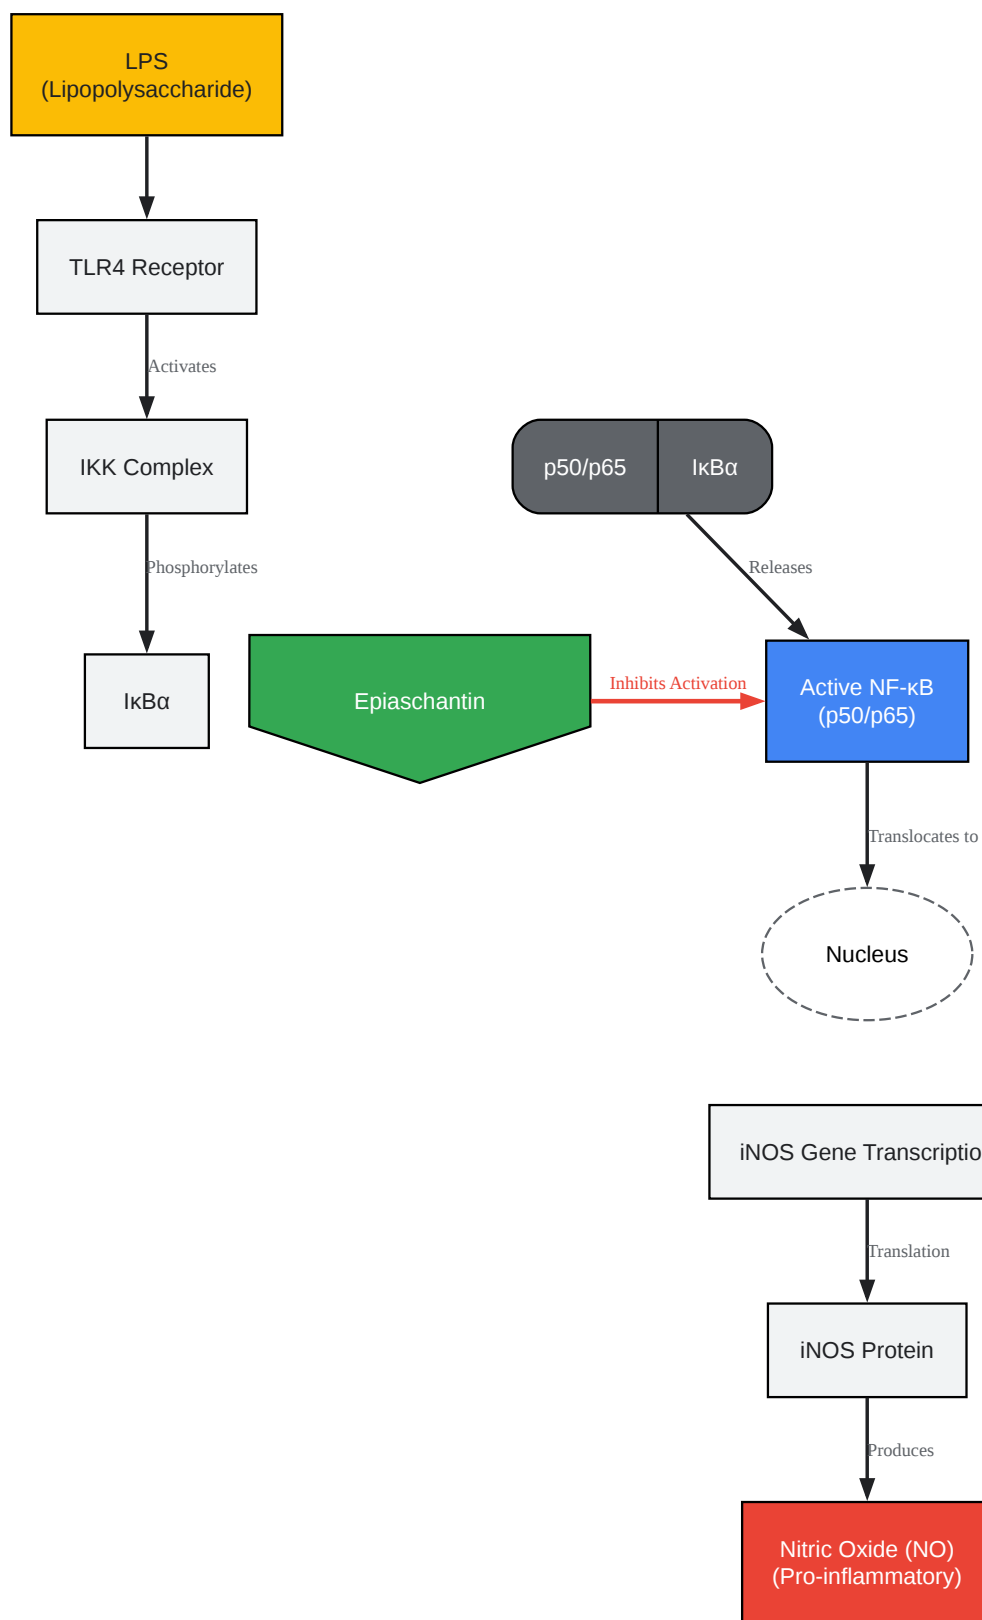 LPS
(Lipopolysaccharide)
TLR4 Receptor
Activates
IKK Complex
p50/p65
IκBα
Phosphorylates
Releases
IκBα
Epiaschantin
Inhibits Activation
Active NF-κB
(p50/p65)
Translocates to
Nucleus
iNOS Gene Transcriptio
Translation
iNOS Protein
Produces
Nitric Oxide (NO)
(Pro-inflammatory)